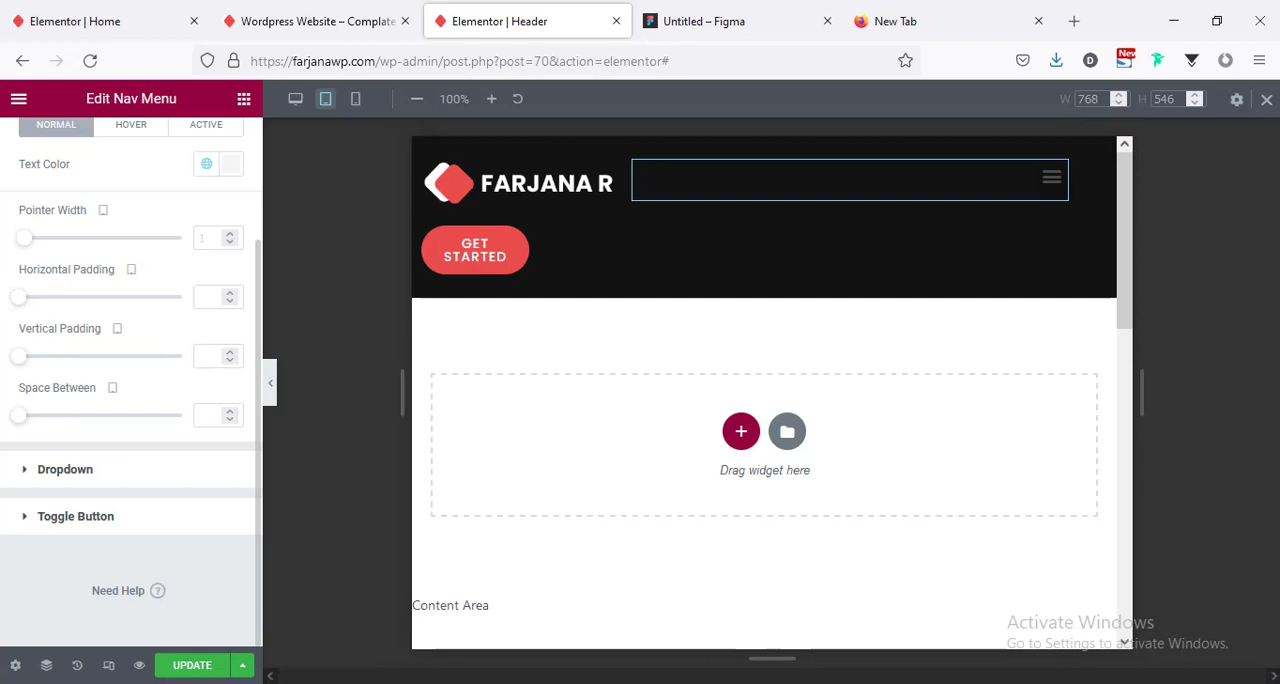 Elementor | Home
Wordpress Website – Complate
Elementor | Header
Untitled – Figma
New Tab
https://farjanawp.com/wp-admin/post.php?post=70&action=elementor#
D
New
Edit Nav Menu
100%
W 768
H 546
NORMAL
HOVER
ACTIVE
Text Color
Pointer Width
1
Horizontal Padding
Vertical Padding
Space Between
Dropdown
Toggle Button
Need Help ?
UPDATE
FARJANA R
GET
STARTED
Drag widget here
Content Area
Activate Windows
Go to Settings to activate Windows.